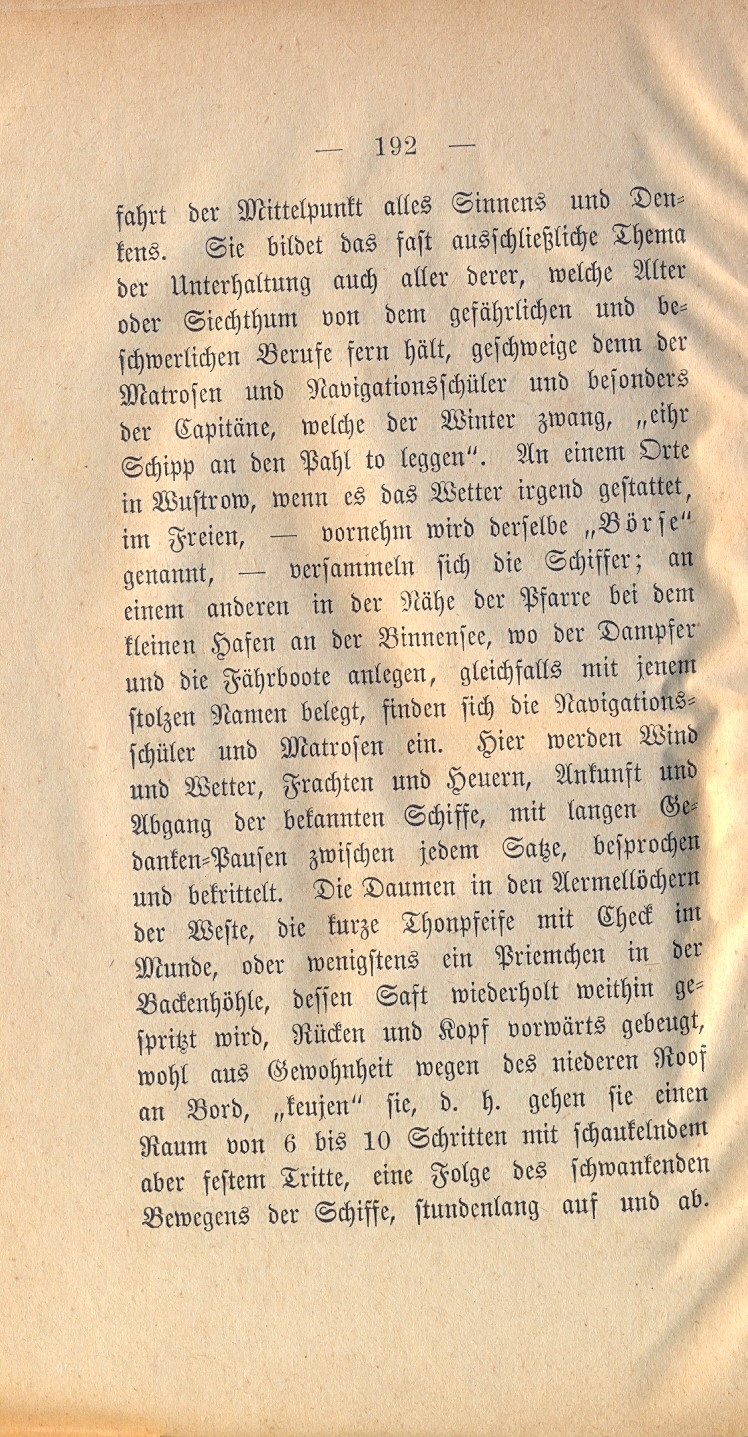 — 192 —
fahrt der Mittelpunkt alles Sinnens und Den-
kens. Sie bildet das fast ausschließliche Thema
der Unterhaltung auch aller derer, welche Alter
oder Siechthum von dem gefährlichen und be-
schwerlichen Berufe fern hält, geschweige denn der
Matrosen und Navigationsschüler und besonders
der Capitäne, welche der Winter zwang, „eihr
Schipp an den Pahl to leggen“. An einem Orte
in Wustrow, wenn es das Wetter irgend gestattet,
im Freien, — vornehm wird derselbe „Börse“
genannt, — versammeln sich die Schiffer; an
einem anderen in der Nähe der Pfarre bei dem
kleinen Hafen an der Binnensee, wo der Dampfer
und die Fährboote anlegen, gleichfalls mit jenem
stolzen Namen belegt, finden sich die Navigations-
schüler und Matrosen ein. Hier werden Wind
und Wetter, Frachten und Heuern, Ankunft und
Abgang der bekannten Schiffe, mit langen Ge-
danken-Pausen zwischen jedem Satze, besprochen
und bekrittelt. Die Daumen in den Aermellöchern
der Weste, die kurze Thonpfeife mit Check im
Munde, oder wenigstens ein Priemchen in der
Backenhöhle, dessen Saft wiederholt weithin ge-
spritzt wird, Rücken und Kopf vorwärts gebeugt,
wohl aus Gewohnheit wegen des niederen Roof
an Bord, „keujen“ sie, d. h. gehen sie einen
Raum von 6 bis 10 Schritten mit schaukelndem
aber festem Tritte, eine Folge des schwankenden
Bewegens der Schiffe, stundenlang auf und ab.